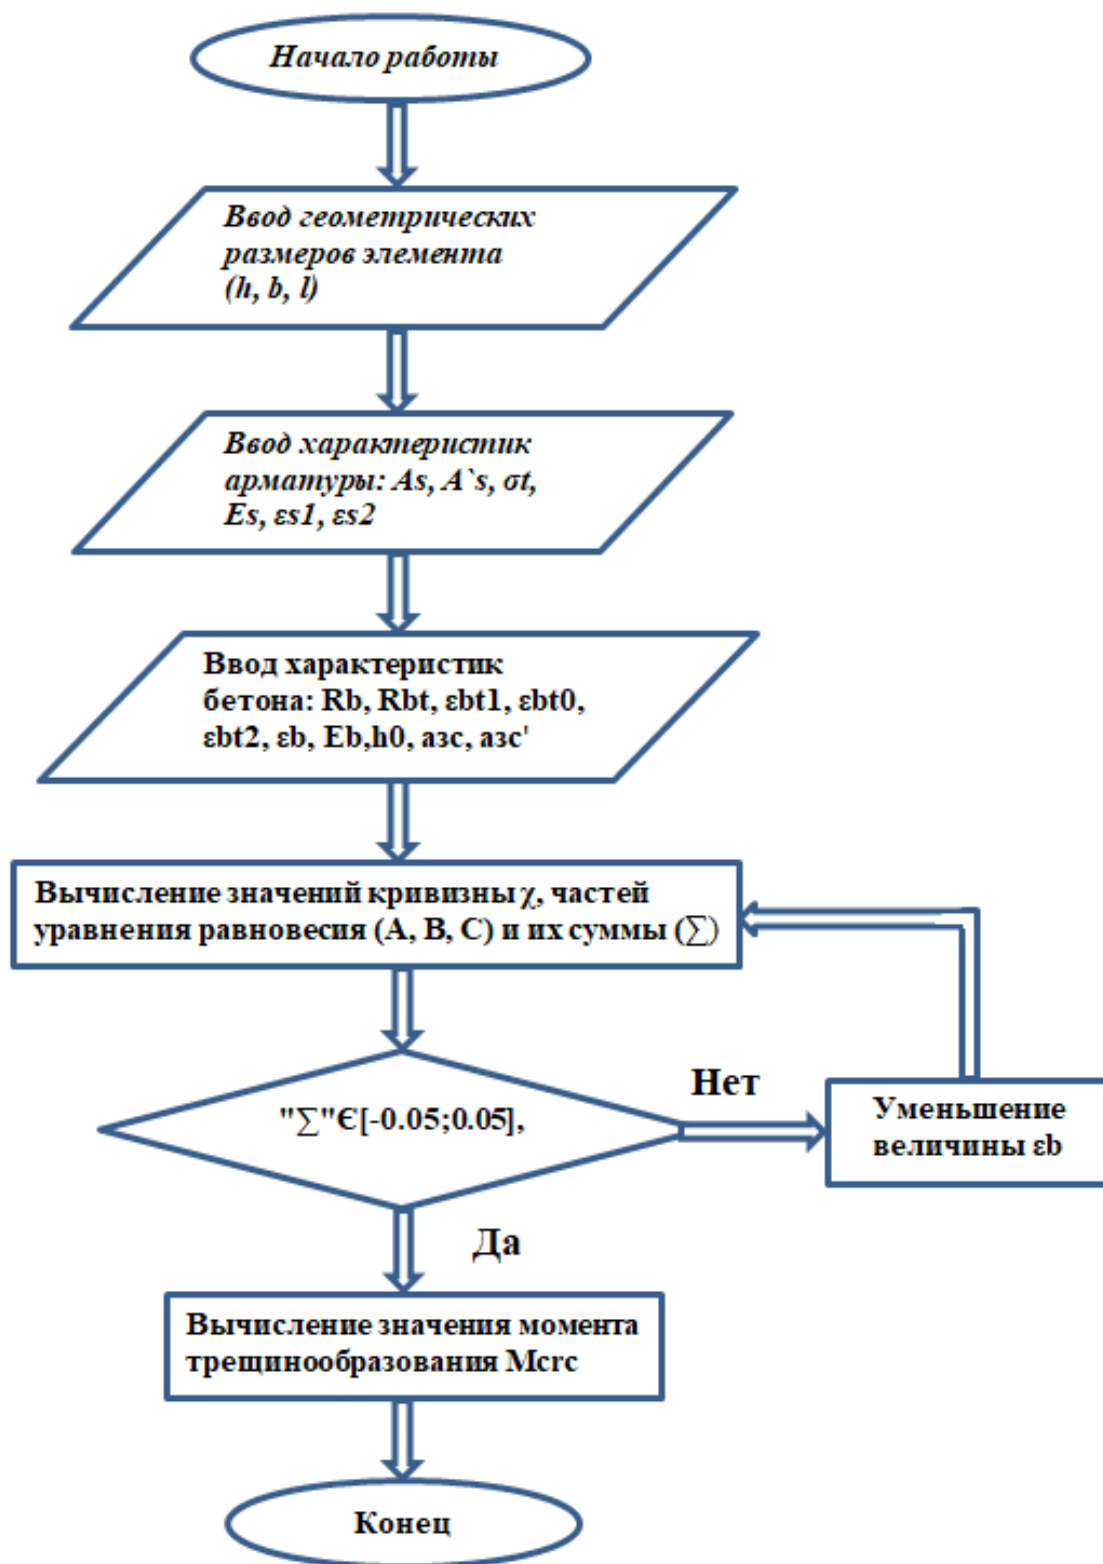 Начало работы
Ввод геометрических
размеров элемента
(h, b, l)
Ввод характеристик
арматуры: As, A`s, σt,
Es, εs1, εs2
Ввод характеристик
бетона: Rb, Rbt, εbt1, εbt0,
εbt2, εb, Eb,h0, азс, азс'
Вычисление значений кривизны χ, частей
уравнения равновесия (A, B, C) и их суммы (∑)
"∑"Є[-0.05;0.05],
Нет
Уменьшение
величины εb
Да
Вычисление значения момента
трещинообразования Mcrc
Конец